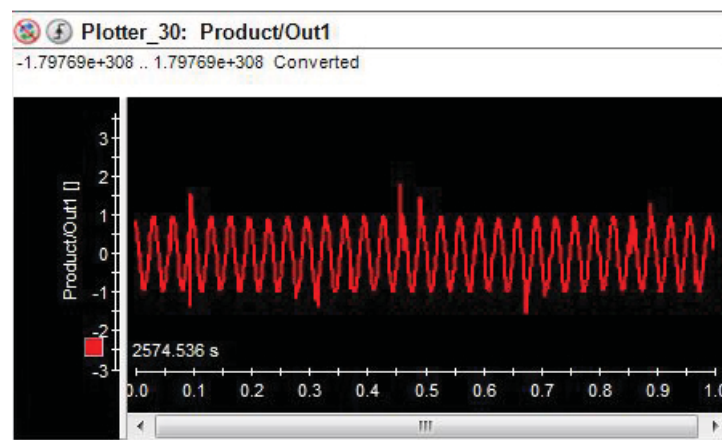 Plotter_30: Product/Out1
-1.79769e+308 .. 1.79769e+308 Converted
Product/Out1 []
3
2
1
0
-1
-2
-3
2574.536 s
0.0 0.1 0.2 0.3 0.4 0.5 0.6 0.7 0.8 0.9 1.0